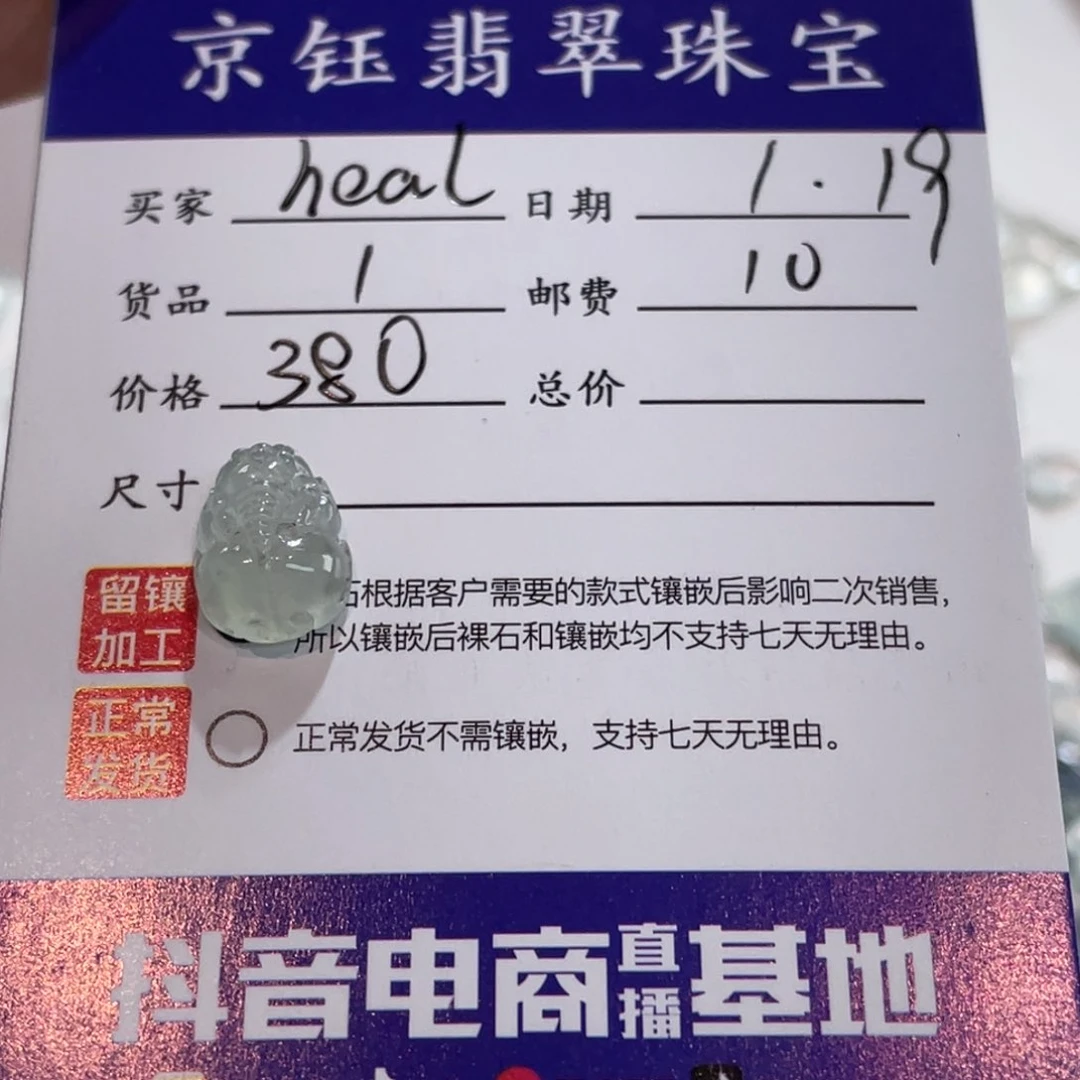 京钰翡翠珠宝
买家 heal 日期 1.19
货品 1 邮费 10
价格 380 总价
尺寸
留镶加工 石根据客户需要的款式镶嵌后影响二次销售，
所以镶嵌后裸石和镶嵌均不支持七天无理由。
正常发货 正常发货不需镶嵌，支持七天无理由。
抖音电商直播基地